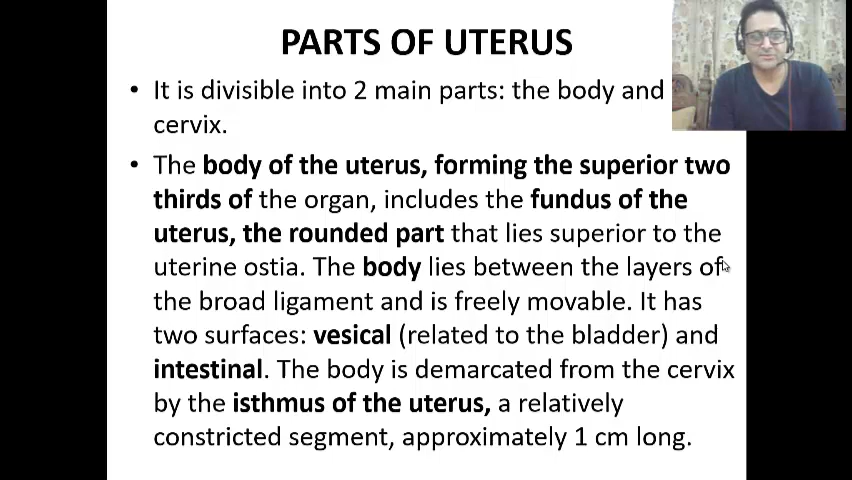 PARTS OF UTERUS
• It is divisible into 2 main parts: the body and
cervix.
• The body of the uterus, forming the superior two
thirds of the organ, includes the fundus of the
uterus, the rounded part that lies superior to the
uterine ostia. The body lies between the layers of
the broad ligament and is freely movable. It has
two surfaces: vesical (related to the bladder) and
intestinal. The body is demarcated from the cervix
by the isthmus of the uterus, a relatively
constricted segment, approximately 1 cm long.